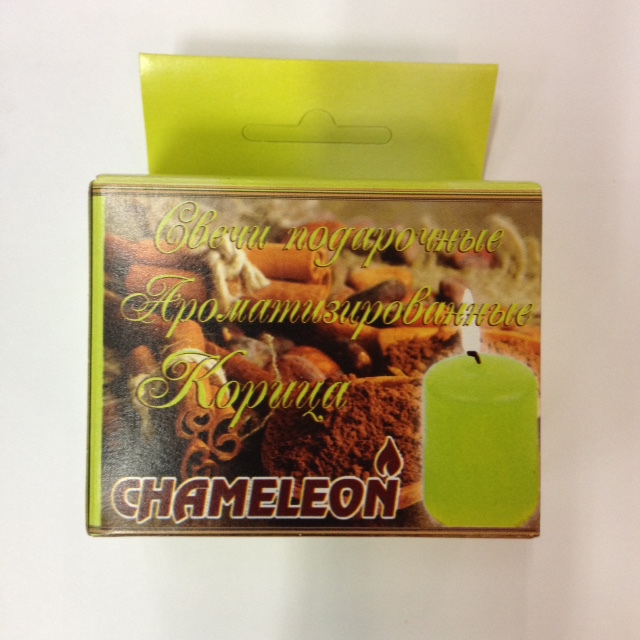 Свечи подарочные
Ароматизированные
Корица
CHAMELEON